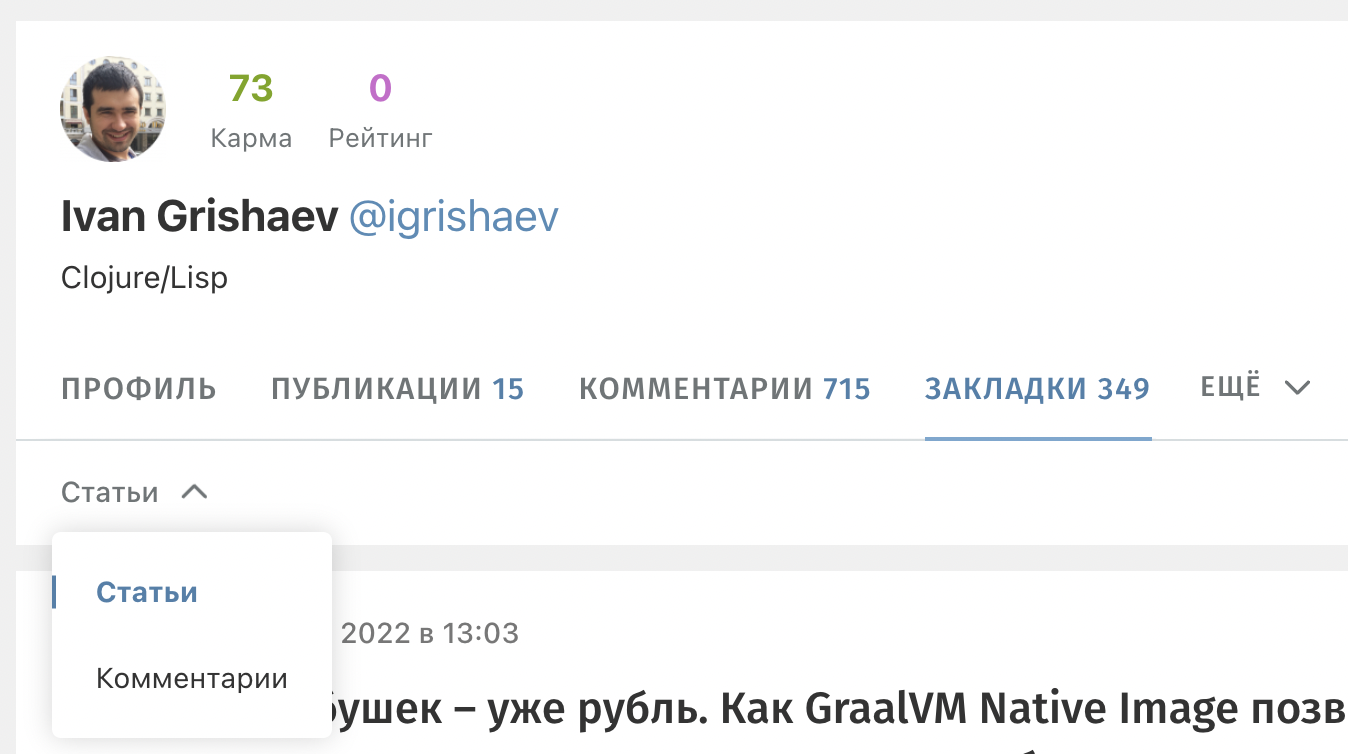 73 0
Карма Рейтинг
Ivan Grishaev @igrishaev
Clojure/Lisp
ПРОФИЛЬ ПУБЛИКАЦИИ 15 КОММЕНТАРИИ 715 ЗАКЛАДКИ 349 ЕЩЁ
Статьи
Статьи
2022 в 13:03
Комментарии
бушек – уже рубль. Как GraalVM Native Image позв